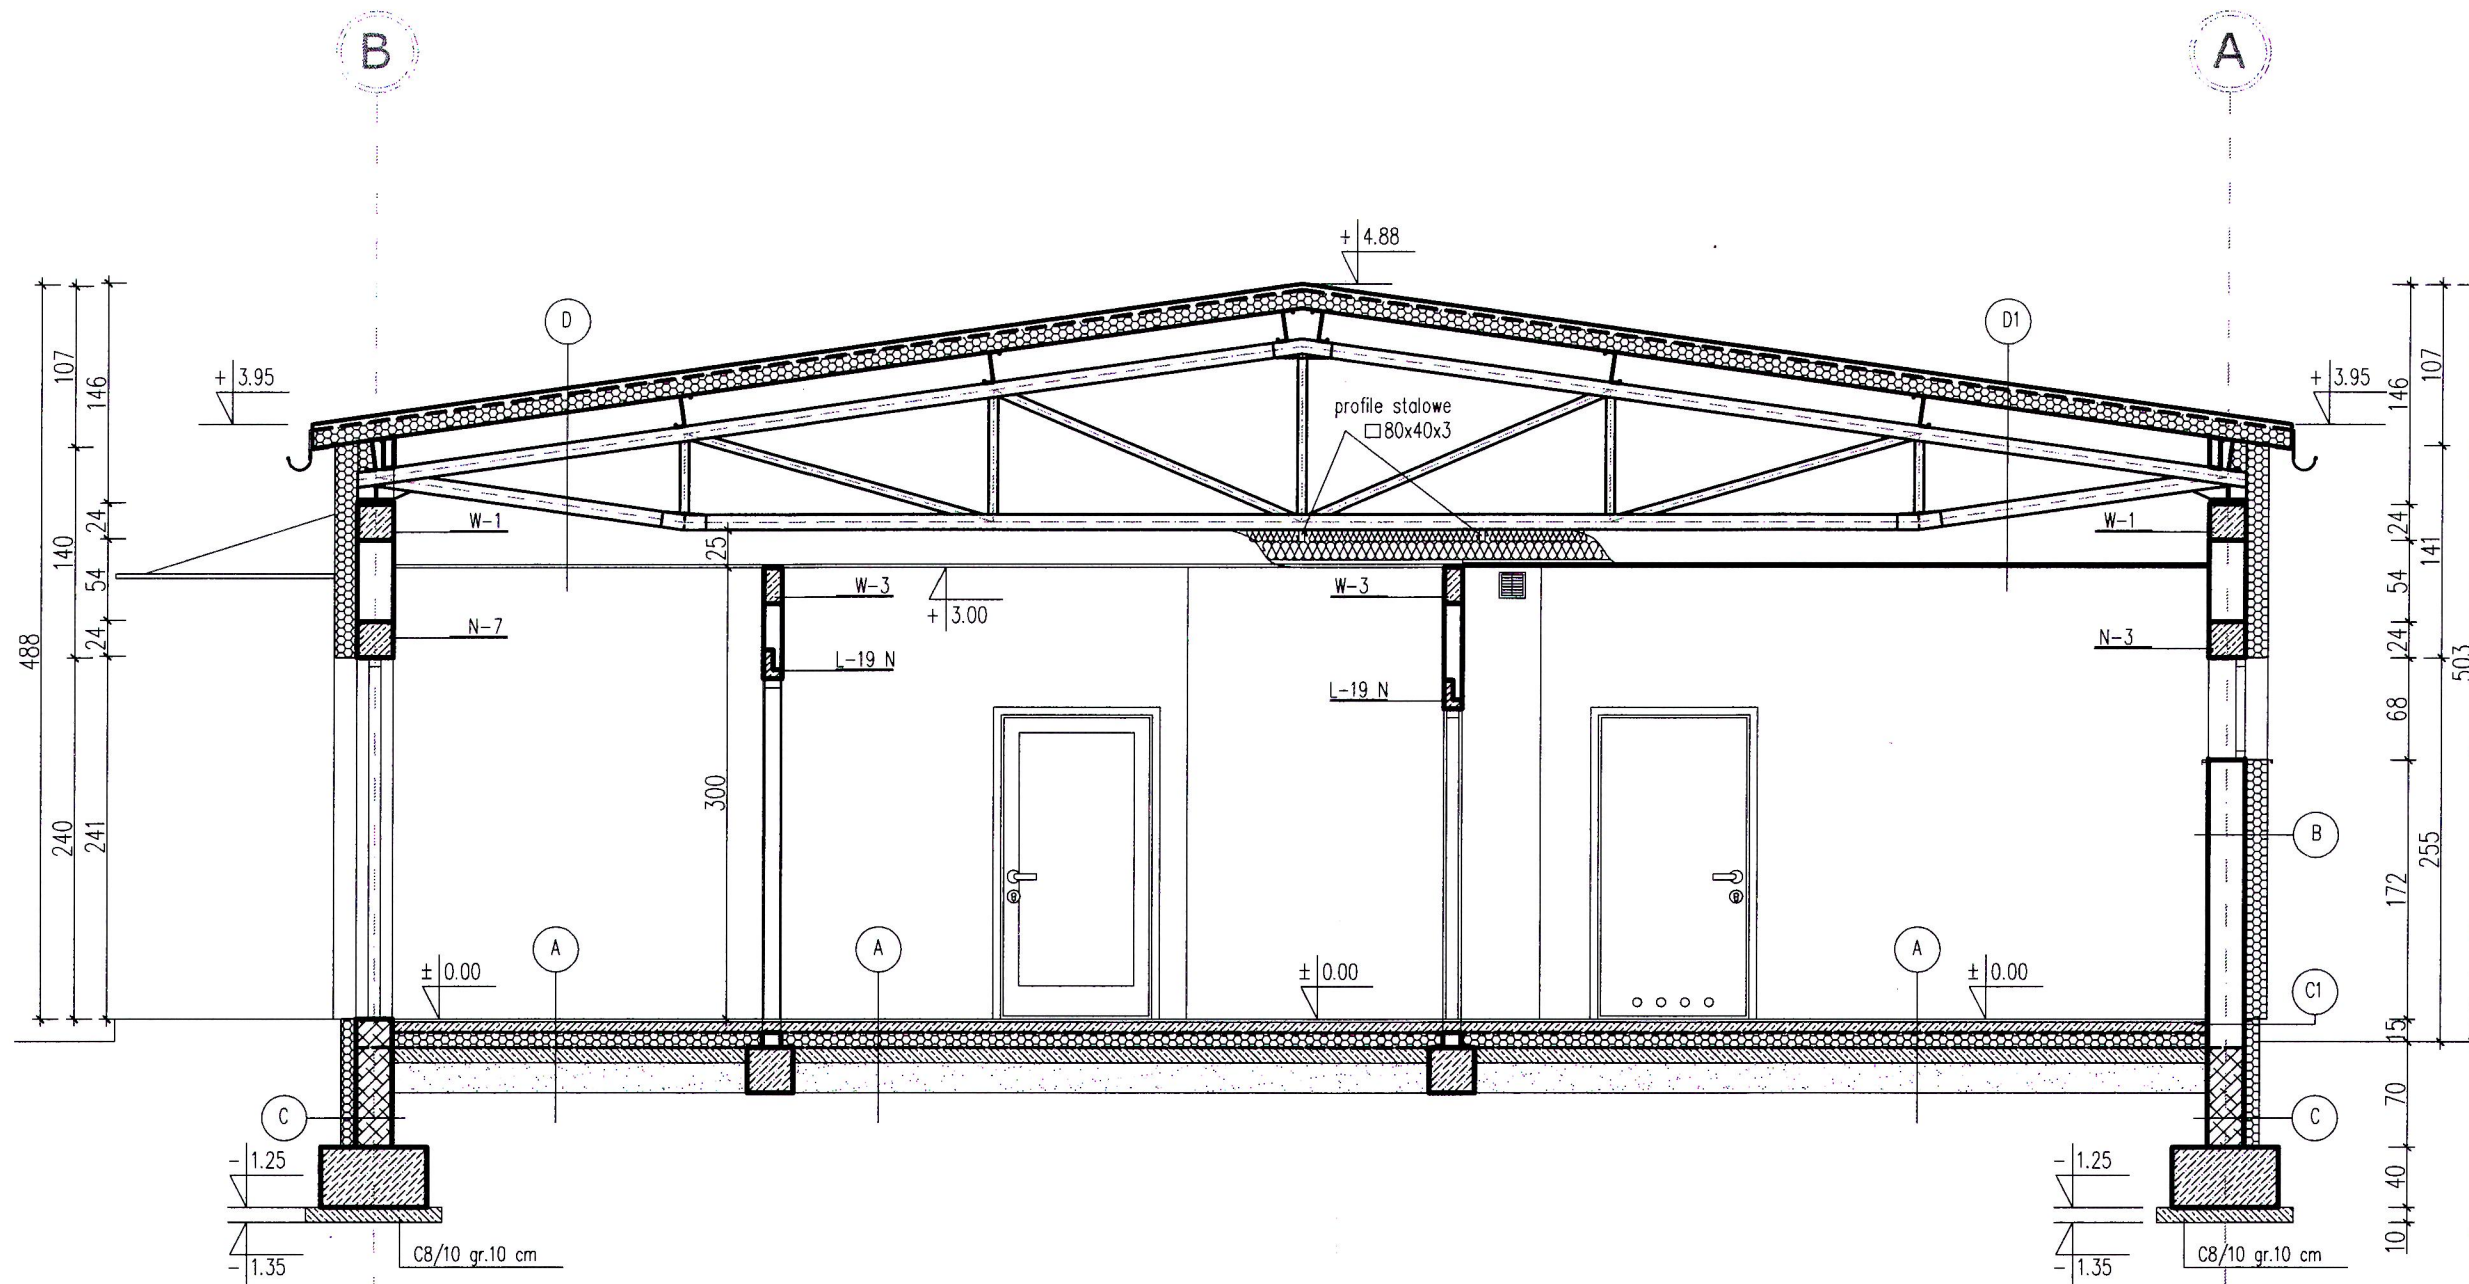 B
A
+ 4.88
D
D1
+ 3.95
+ 3.95
profile stalowe
□80x40x3
W-1
W-1
25
W-3
W-3
+ 3.00
N-7
N-3
L-19 N
L-19 N
488
107
140
240
146
24
54
24
241
300
146
24
54
68
24
172
15
70
40
10
107
141
255
503
B
A
A
A
± 0.00
± 0.00
± 0.00
C1
C
C
- 1.25
- 1.25
C8/10 gr.10 cm
C8/10 gr.10 cm
- 1.35
- 1.35